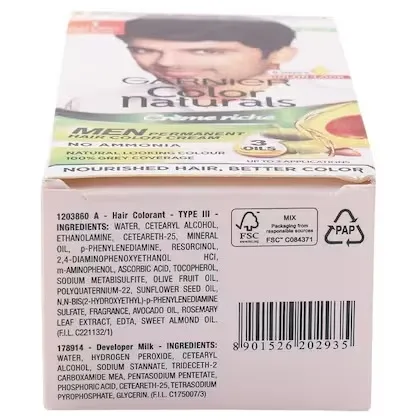 GARNIER
Color
Naturals
Crème riche
MEN PERMANENT
HAIR COLOR CREAM
NO AMMONIA
3
OILS
NATURAL LOOKING COLOUR
100% GREY COVERAGE
UP TO 2 APPLICATIONS
NOURISHED HAIR, BETTER COLOR
1203860 A - Hair Colorant - TYPE III -
INGREDIENTS: WATER, CETEARYL ALCOHOL,
ETHANOLAMINE, CETEARETH-25, MINERAL
OIL, p-PHENYLENEDIAMINE, RESORCINOL,
2,4-DIAMINOPHENOXYETHANOL HCl,
m-AMINOPHENOL, ASCORBIC ACID, TOCOPHEROL,
SODIUM METABISULFITE, OLIVE FRUIT OIL,
POLYQUATERNIUM-22, SUNFLOWER SEED OIL,
N,N-BIS(2-HYDROXYETHYL)-p-PHENYLENEDIAMINE
SULFATE, FRAGRANCE, AVOCADO OIL, ROSEMARY
LEAF EXTRACT, EDTA, SWEET ALMOND OIL.
(F.I.L. C221132/1)
178914 - Developer Milk - INGREDIENTS:
WATER, HYDROGEN PEROXIDE, CETEARYL
ALCOHOL, SODIUM STANNATE, TRIDECETH-2
CARBOXAMIDE MEA, PENTASODIUM PENTETATE,
PHOSPHORIC ACID, CETEARETH-25, TETRASODIUM
PYROPHOSPHATE, GLYCERIN. (F.I.L. C175007/3)
FSC
www.fsc.org
MIX
Packaging from
responsible sources
FSC® C084371
PAP
8 901526 202935